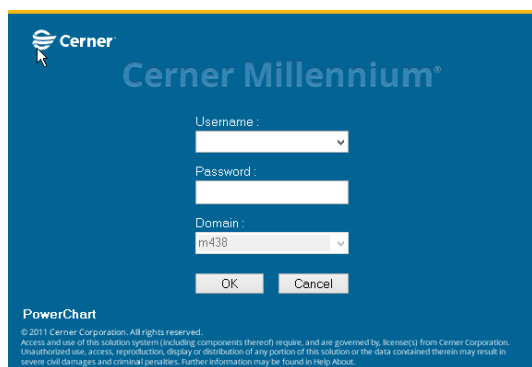 Cerner
Cerner Millennium®
Username :
Password :
Domain :
m438
OK Cancel
PowerChart
© 2011 Cerner Corporation. All rights reserved.
Access and use of this solution system (including components thereof) require, and are governed by, license(s) from Cerner Corporation.
Unauthorized use, access, reproduction, display or distribution of any portion of this solution or the data contained therein may result in
severe civil damages and criminal penalties. Further information may be found in Help About.